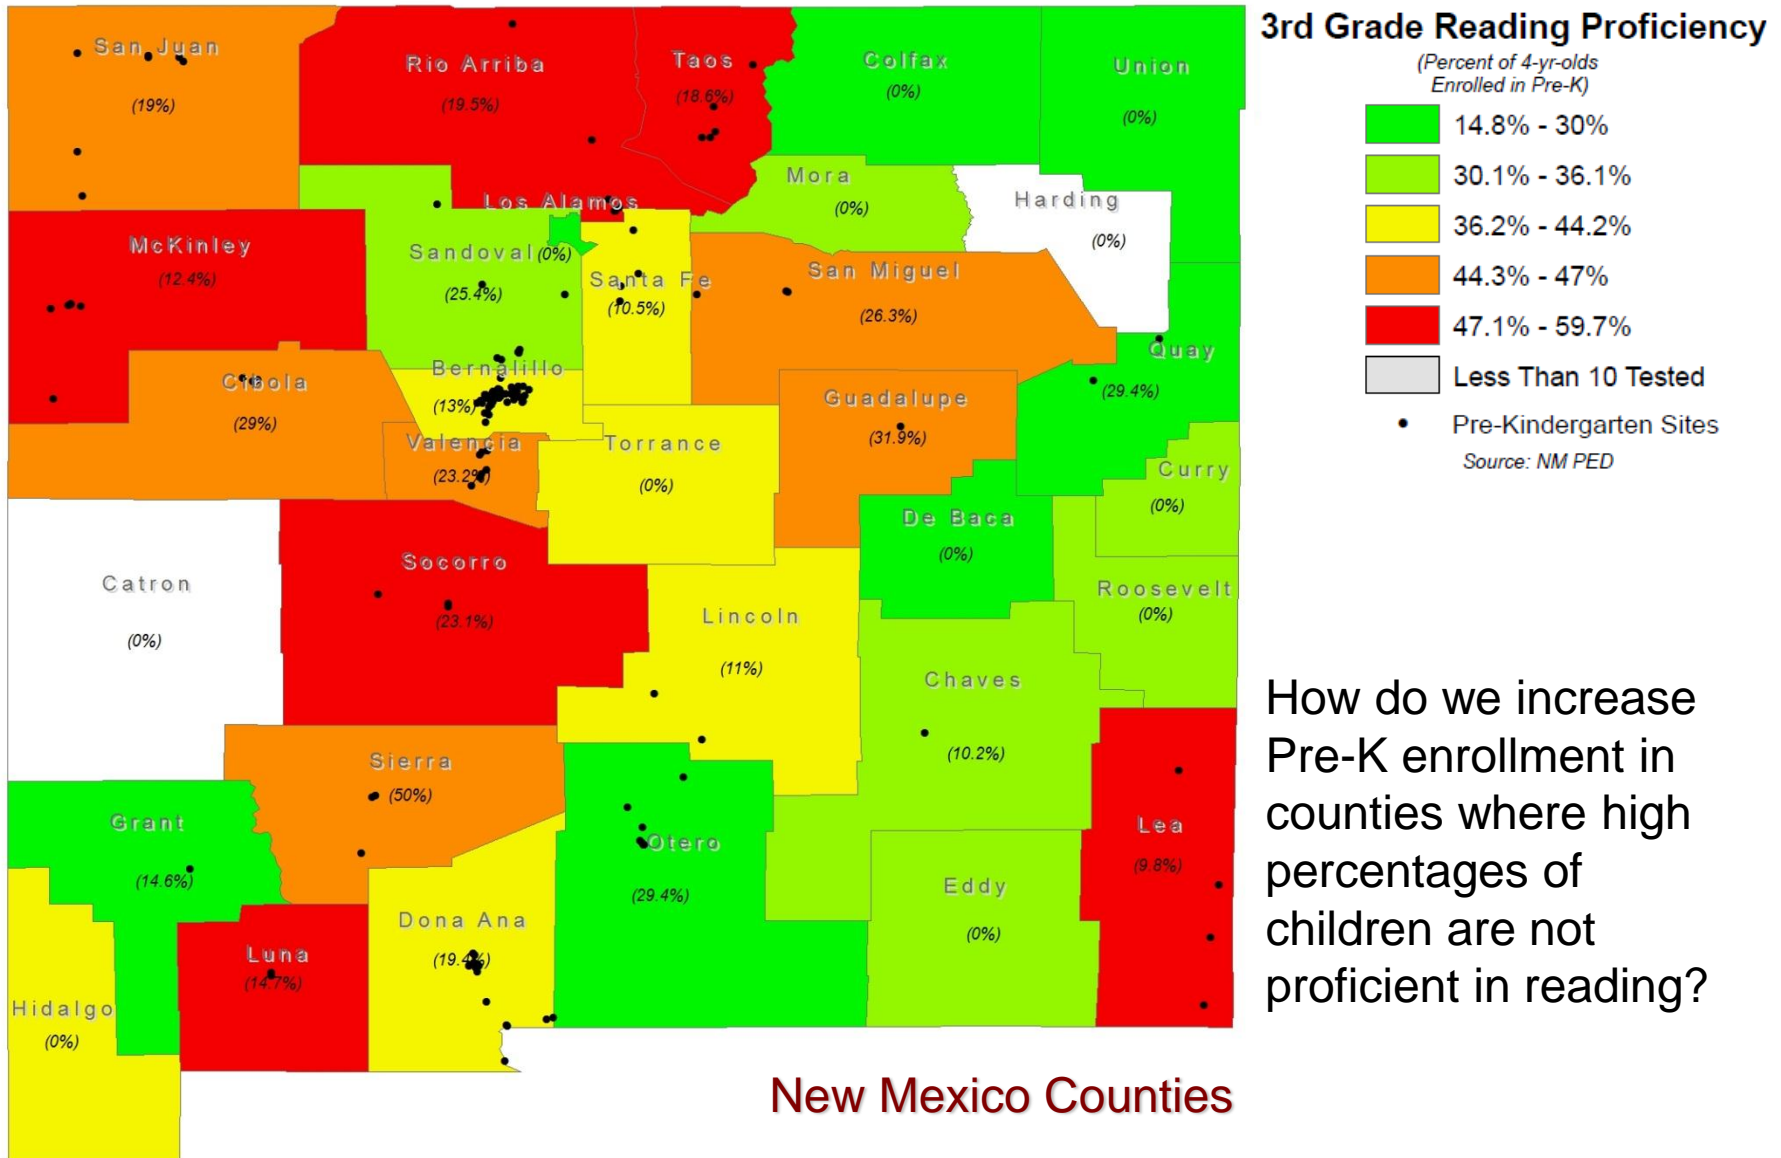 San Juan
(19%)
Rio Arriba
(19.5%)
Taos
(18.6%)
Colfax
(0%)
Union
(0%)
Mora
(0%)
Harding
(0%)
Los Alamos
(0%)
McKinley
(12.4%)
Sandoval
(25.4%)
Santa Fe
(10.5%)
San Miguel
(26.3%)
Quay
(29.4%)
Cibola
(29%)
Bernalillo
(13%)
Guadalupe
(31.9%)
Valencia
(23.2%)
Torrance
(0%)
Curry
(0%)
De Baca
(0%)
Roosevelt
(0%)
Catron
(0%)
Socorro
(23.1%)
Lincoln
(11%)
Chaves
(10.2%)
Sierra
(50%)
Grant
(14.6%)
Otero
(29.4%)
Lea
(9.8%)
Eddy
(0%)
Dona Ana
(19.4%)
Luna
(14.7%)
Hidalgo
(0%)
3rd Grade Reading Proficiency
(Percent of 4-yr-olds
Enrolled in Pre-K)
14.8% - 30%
30.1% - 36.1%
36.2% - 44.2%
44.3% - 47%
47.1% - 59.7%
Less Than 10 Tested
Pre-Kindergarten Sites
Source: NM PED
How do we increase
Pre-K enrollment in
counties where high
percentages of
children are not
proficient in reading?
New Mexico Counties